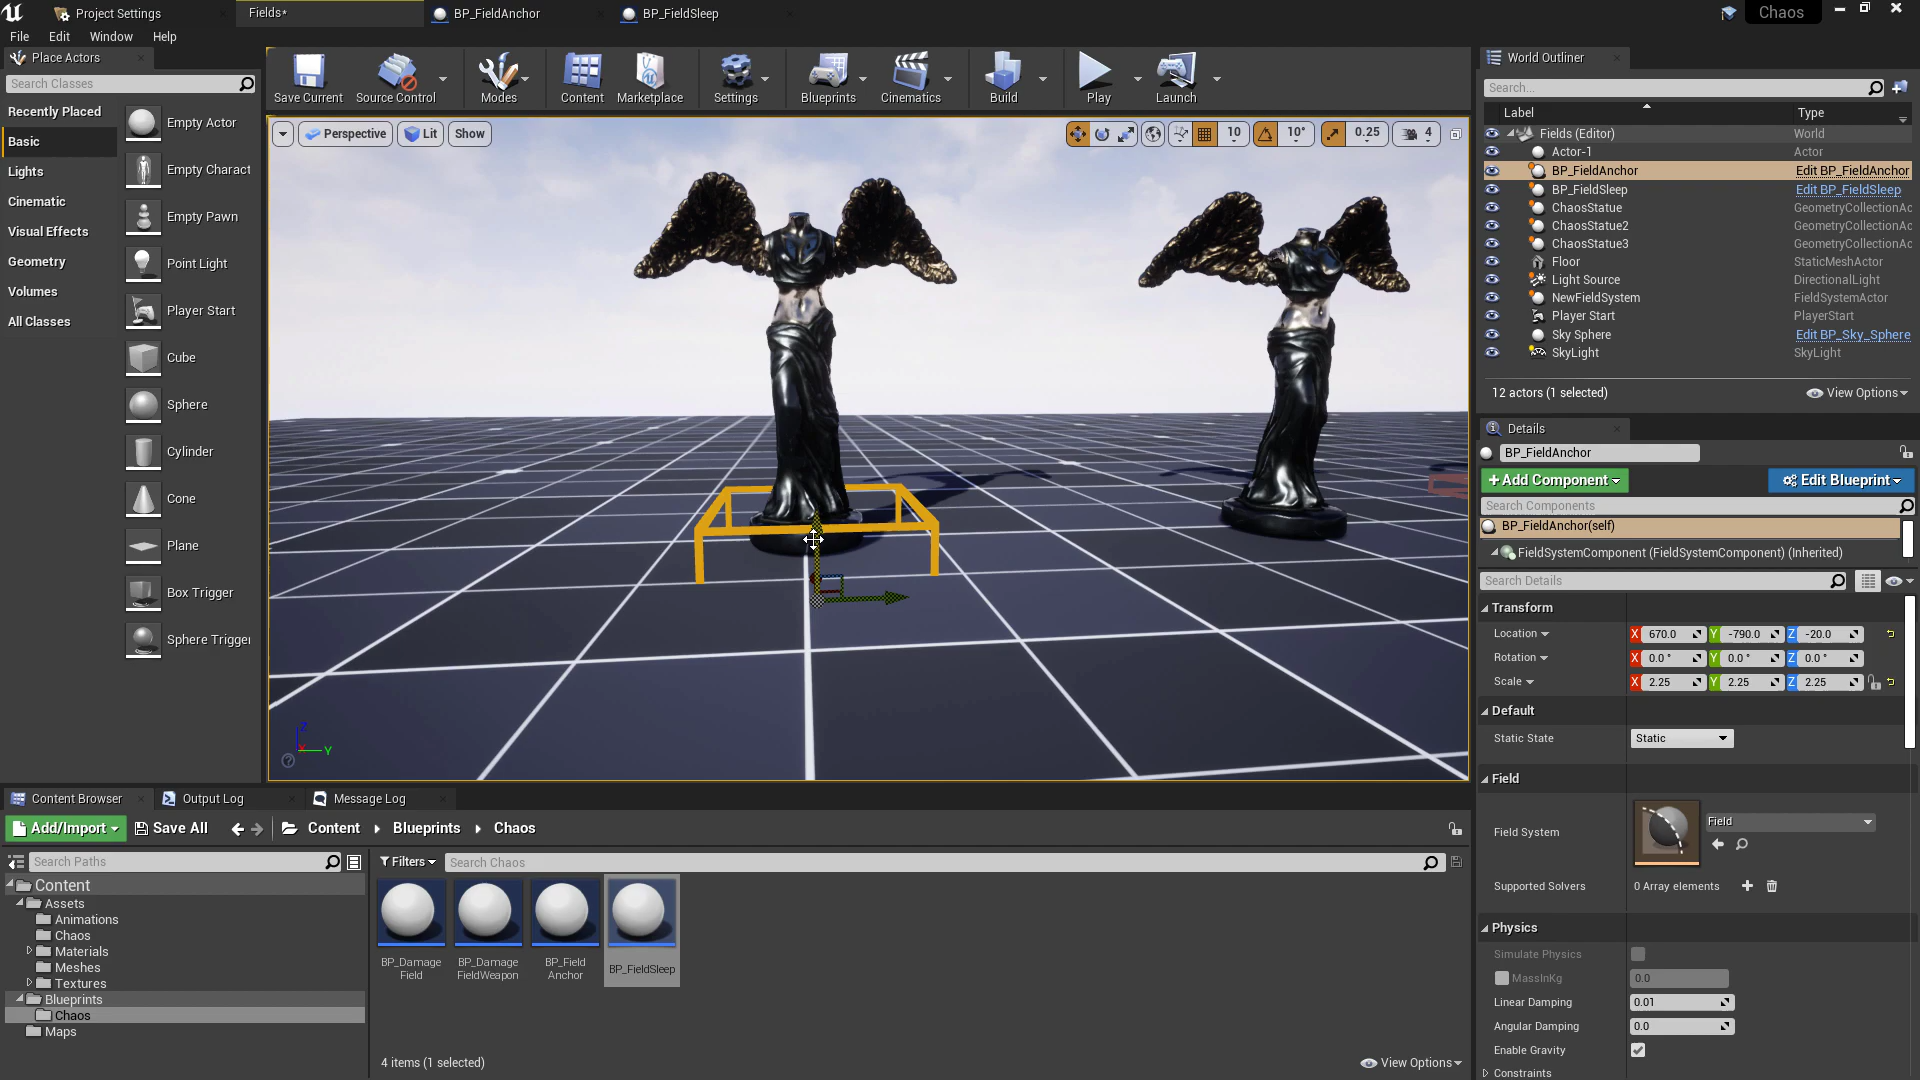 Project Settings
Fields*
BP_FieldAnchor
BP_FieldSleep
Chaos
File Edit Window Help
Place Actors
Search Classes
Recently Placed
Basic
Lights
Cinematic
Visual Effects
Geometry
Volumes
All Classes
Empty Actor
Empty Charact
Empty Pawn
Point Light
Player Start
Cube
Sphere
Cylinder
Cone
Plane
Box Trigger
Sphere Trigger
Save Current
Source Control
Modes
Content
Marketplace
Settings
Blueprints
Cinematics
Build
Play
Launch
Perspective
Lit
Show
10
10°
0.25
4
Z
X
Y
World Outliner
Search...
Label Type
Fields (Editor) World
Actor-1 Actor
BP_FieldAnchor Edit BP_FieldAnchor
BP_FieldSleep Edit BP_FieldSleep
ChaosStatue GeometryCollectionAc
ChaosStatue2 GeometryCollectionAc
ChaosStatue3 GeometryCollectionAc
Floor StaticMeshActor
Light Source DirectionalLight
NewFieldSystem FieldSystemActor
Player Start PlayerStart
Sky Sphere Edit BP_Sky_Sphere
SkyLight SkyLight
12 actors (1 selected)
View Options
Details
BP_FieldAnchor
+Add Component
Edit Blueprint
Search Components
BP_FieldAnchor(self)
FieldSystemComponent (FieldSystemComponent) (Inherited)
Search Details
Transform
Location X 670.0 Y -790.0 Z -20.0
Rotation X 0.0 ° Y 0.0 ° Z 0.0 °
Scale X 2.25 Y 2.25 Z 2.25
Default
Static State Static
Field
Field System Field
Supported Solvers 0 Array elements
Physics
Simulate Physics
MassInKg 0.0
Linear Damping 0.01
Angular Damping 0.0
Enable Gravity
Constraints
Content Browser
Output Log
Message Log
Add/Import
Save All
Content
Blueprints
Chaos
Search Paths
Filters
Search Chaos
Content
Assets
Animations
Chaos
Materials
Meshes
Textures
Blueprints
Chaos
Maps
BP_Damage
Field
BP_Damage
FieldWeapon
BP_Field
Anchor
BP_FieldSleep
4 items (1 selected)
View Options